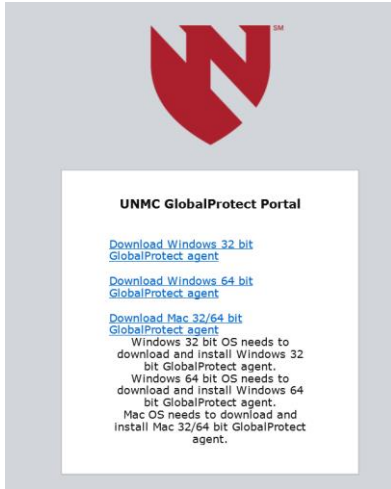 SM
UNMC GlobalProtect Portal
Download Windows 32 bit
GlobalProtect agent
Download Windows 64 bit
GlobalProtect agent
Download Mac 32/64 bit
GlobalProtect agent
Windows 32 bit OS needs to
download and install Windows 32
bit GlobalProtect agent.
Windows 64 bit OS needs to
download and install Windows 64
bit GlobalProtect agent.
Mac OS needs to download and
install Mac 32/64 bit GlobalProtect
agent.